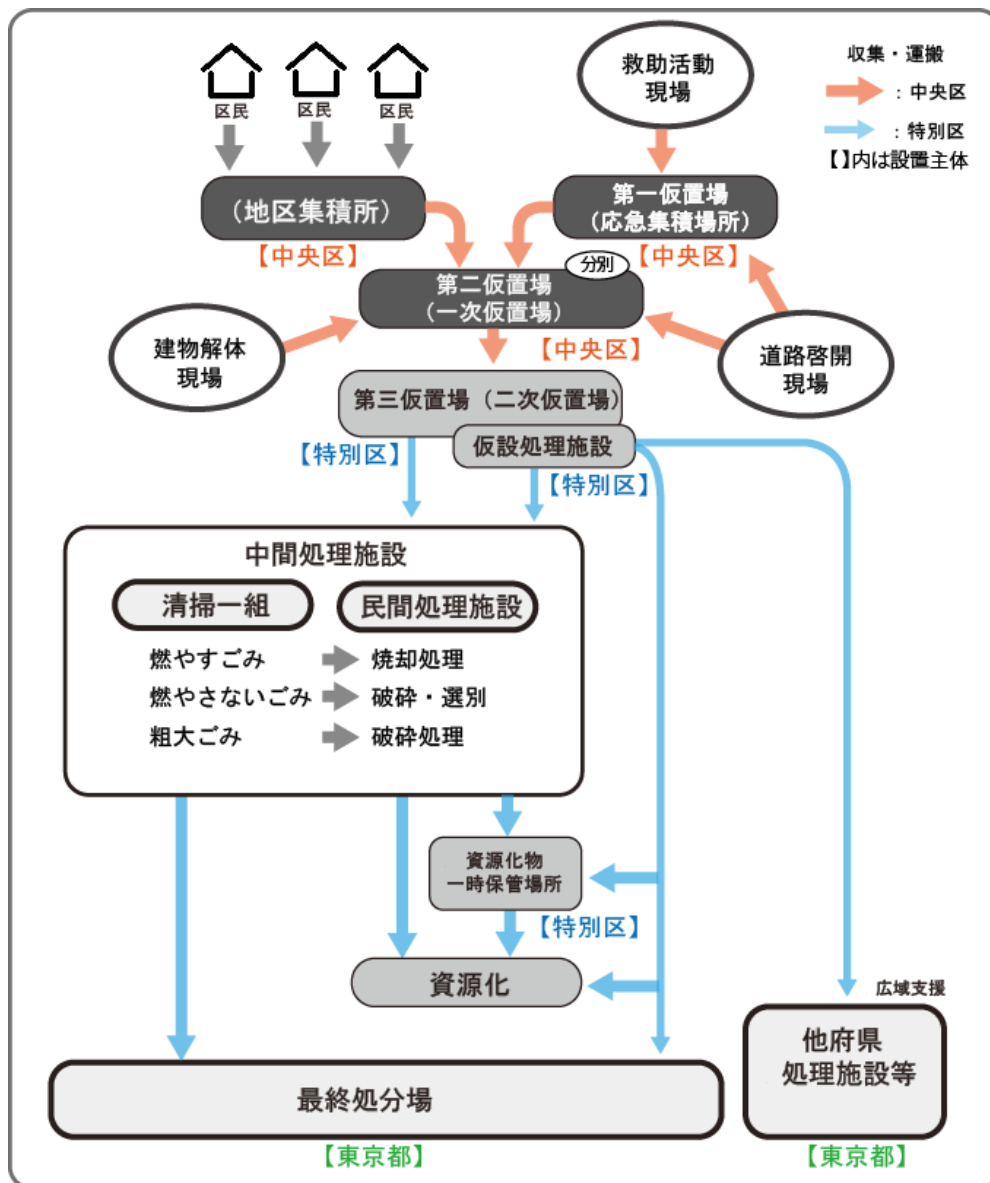 区民
区民
区民
救助活動
現場
収集・運搬
:中央区
:特別区
【】内は設置主体
(地区集積所)
【中央区】
第一仮置場
(応急集積場所)
【中央区】
分別
第二仮置場
(一次仮置場)
【中央区】
建物解体
現場
道路啓開
現場
第三仮置場(二次仮置場)
【特別区】
仮設処理施設
【特別区】
中間処理施設
清掃一組
民間処理施設
燃やすごみ
焼却処理
燃やさないごみ
破砕・選別
粗大ごみ
破砕処理
資源化物
一時保管場所
【特別区】
資源化
広域支援
他府県
処理施設等
【東京都】
最終処分場
【東京都】